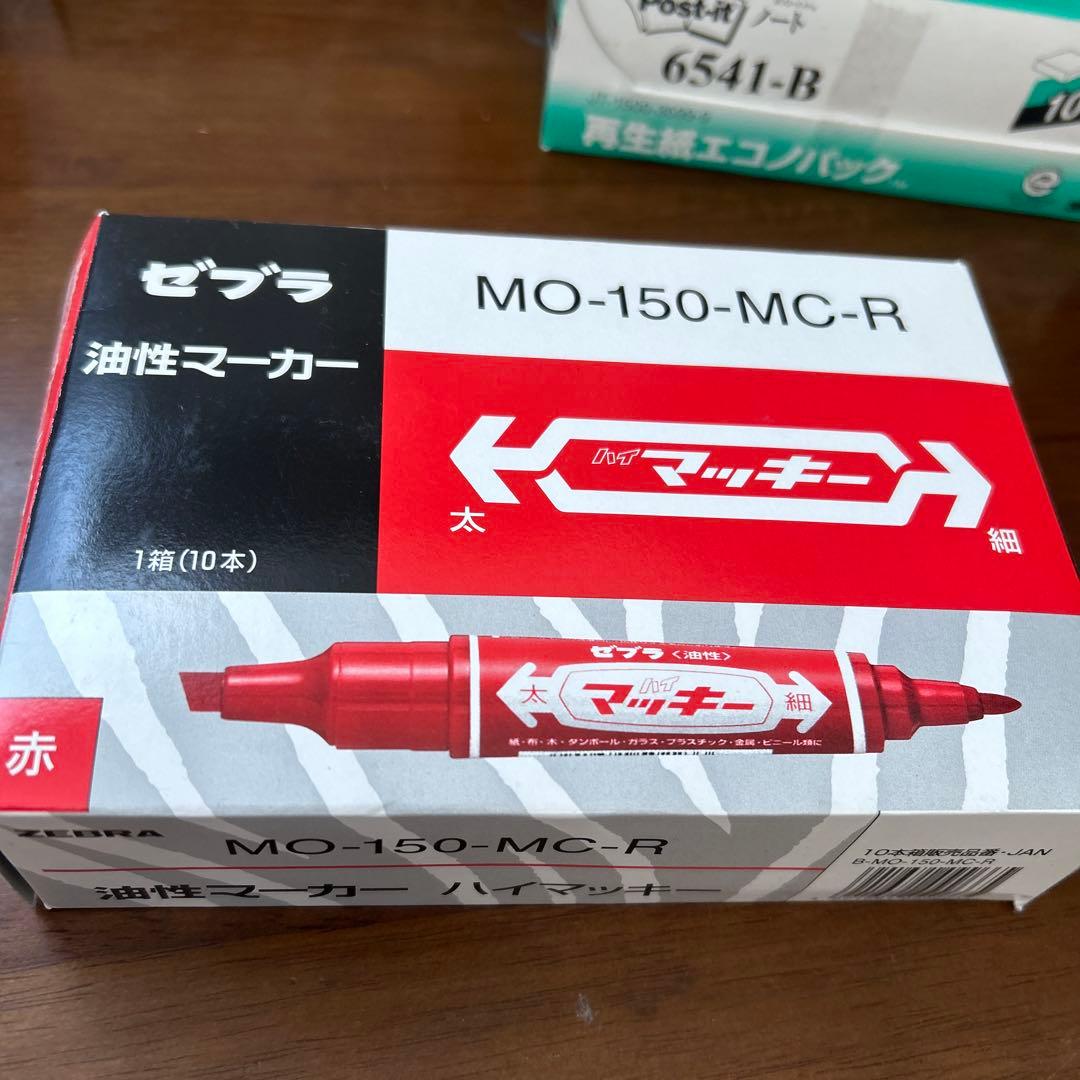 Post-it
ノート
6541-B
10
再生紙エコノパック
ゼブラ
油性マーカー
1箱(10本)
MO-150-MC-R
ハイ マッキー
太
細
ゼブラ〈油性〉
太
ハイ
マッキー
細
紙・布・木・ダンボール・ガラス・プラスチック・金属・ビニール類に
赤
ZEBRA
MO-150-MC-R
油性マーカー ハイマッキー
10本箱販売品番・JAN
B-MO-150-MC-R